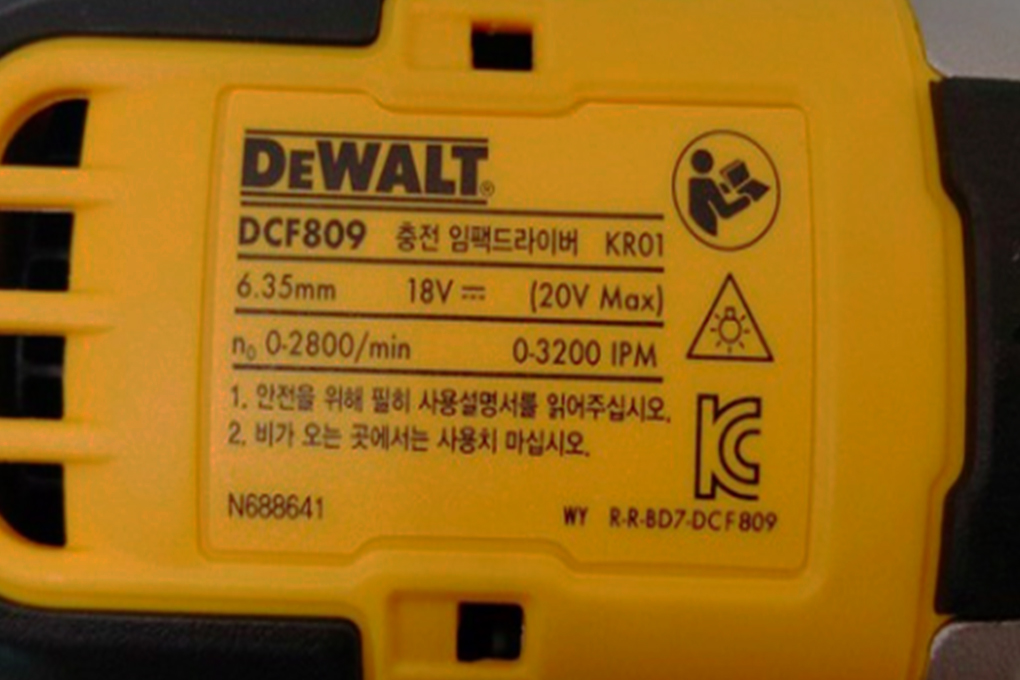 DEWALT®
DCF809 충전 임팩드라이버 KR01
6.35mm 18V ⎓ (20V Max)
n₀ 0-2800/min 0-3200 IPM
1. 안전을 위해 필히 사용설명서를 읽어주십시오.
2. 비가 오는 곳에서는 사용치 마십시오.
N688641 WY R-R-BD7-DCF809